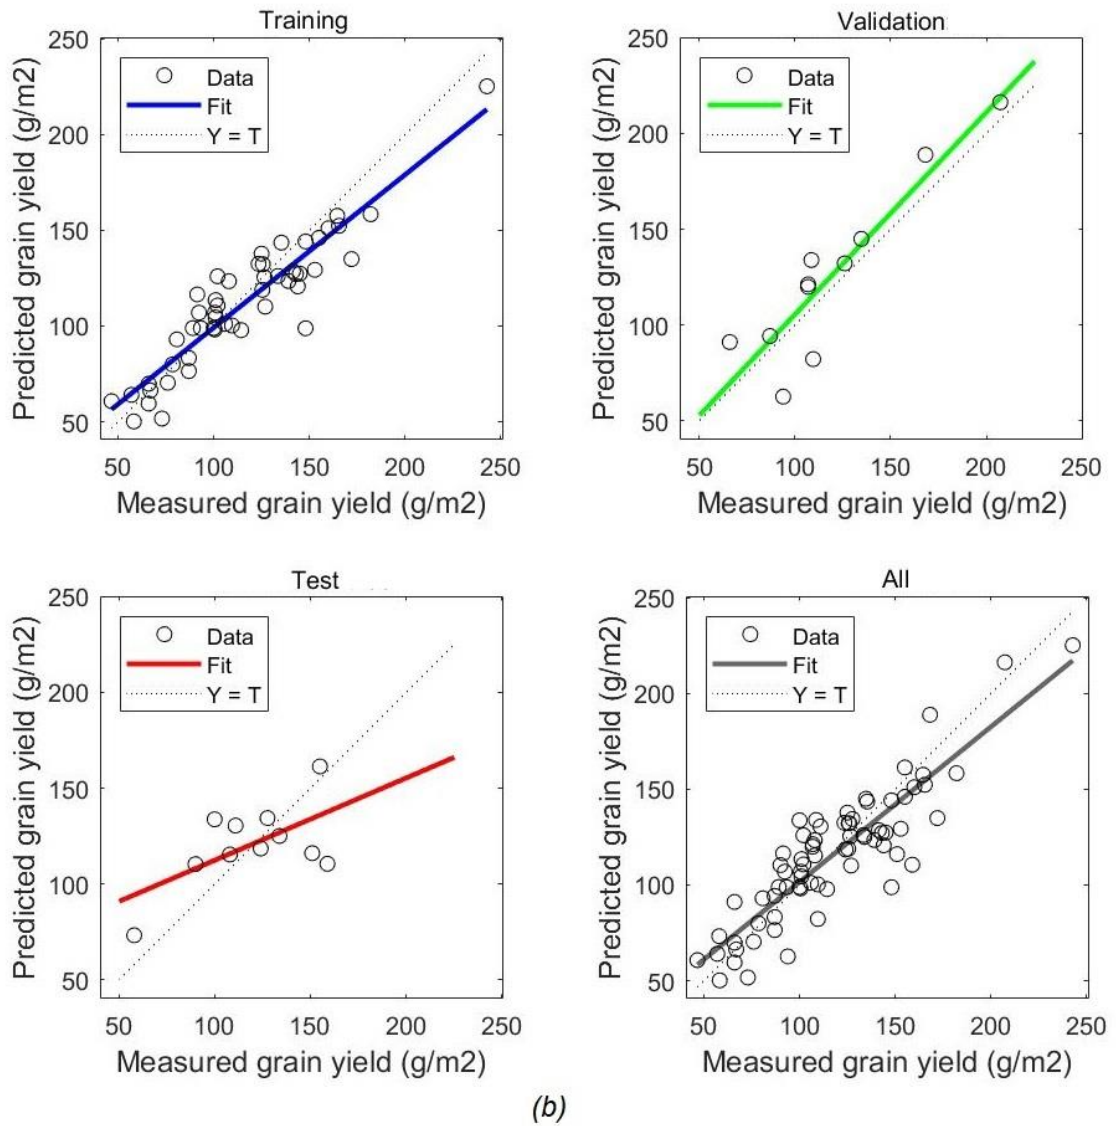 Training
Predicted grain yield (g/m2)
250
200
150
100
50
Data
Fit
Y = T
50 100 150 200 250
Measured grain yield (g/m2)
Validation
Predicted grain yield (g/m2)
250
200
150
100
50
Data
Fit
Y = T
50 100 150 200 250
Measured grain yield (g/m2)
Test
Predicted grain yield (g/m2)
250
200
150
100
50
Data
Fit
Y = T
50 100 150 200 250
Measured grain yield (g/m2)
All
Predicted grain yield (g/m2)
250
200
150
100
50
Data
Fit
Y = T
50 100 150 200 250
Measured grain yield (g/m2)
(b)